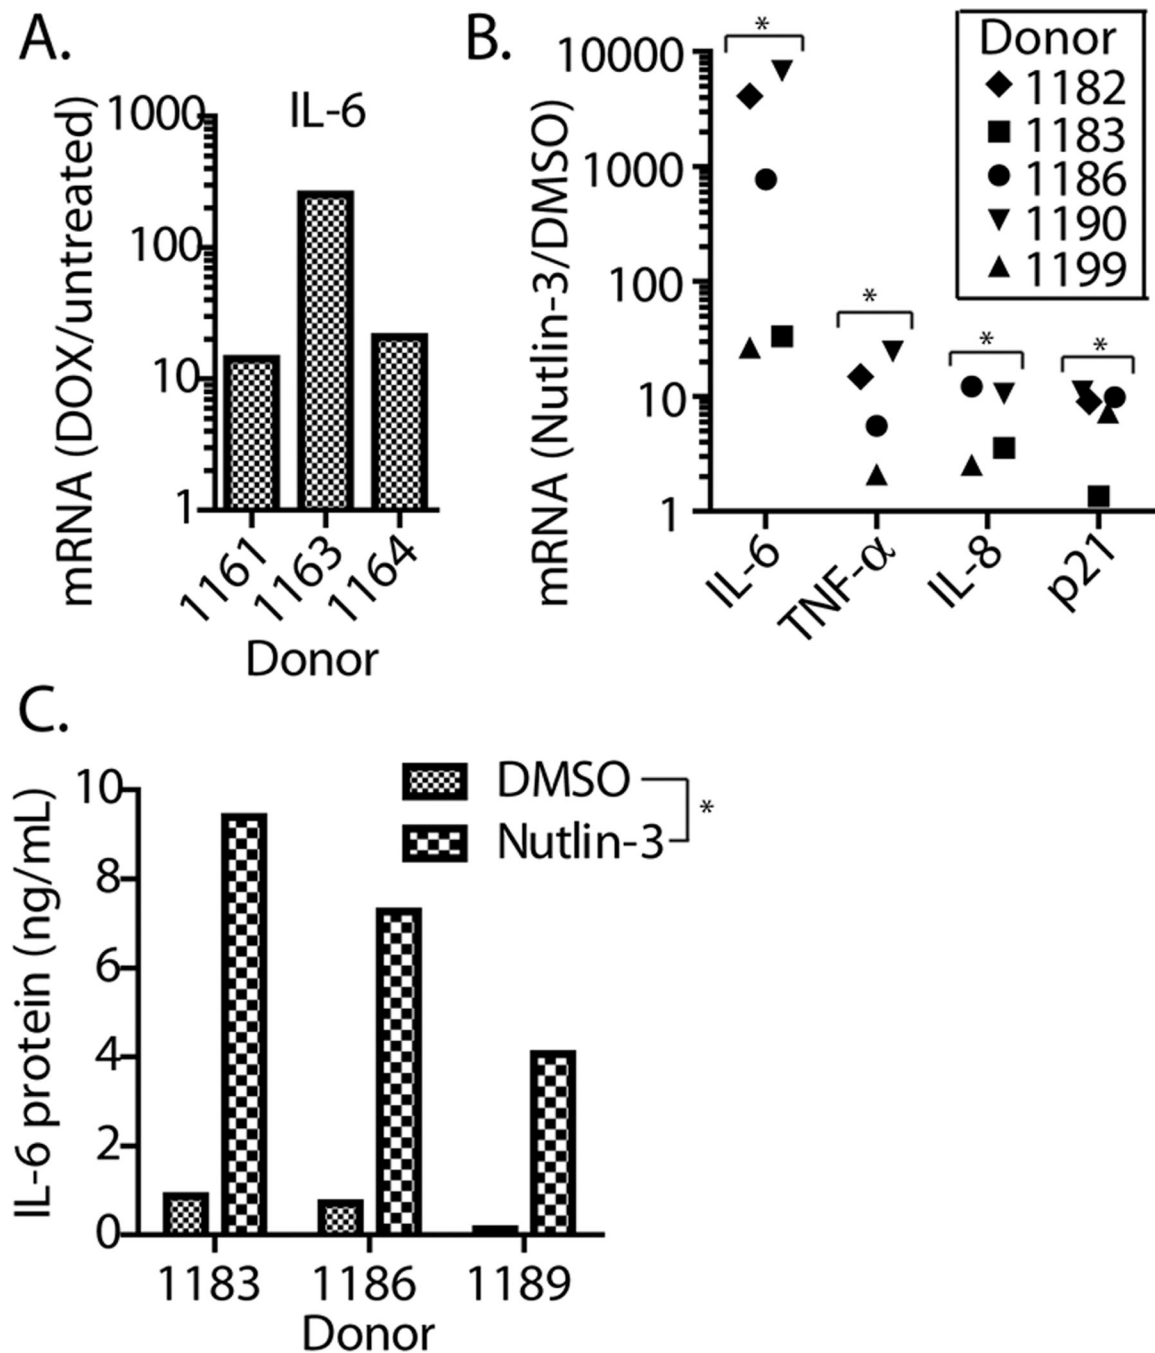 A.
IL-6
mRNA (DOX/untreated)
1000
100
10
1
1161 1163 1164
Donor
B.
mRNA (Nutlin-3/DMSO)
10000
1000
100
10
1
* * * *
IL-6 TNF-α IL-8 p21
Donor
1182
1183
1186
1190
1199
C.
IL-6 protein (ng/mL)
10
8
6
4
2
0
DMSO
*
Nutlin-3
1183 1186 1189
Donor